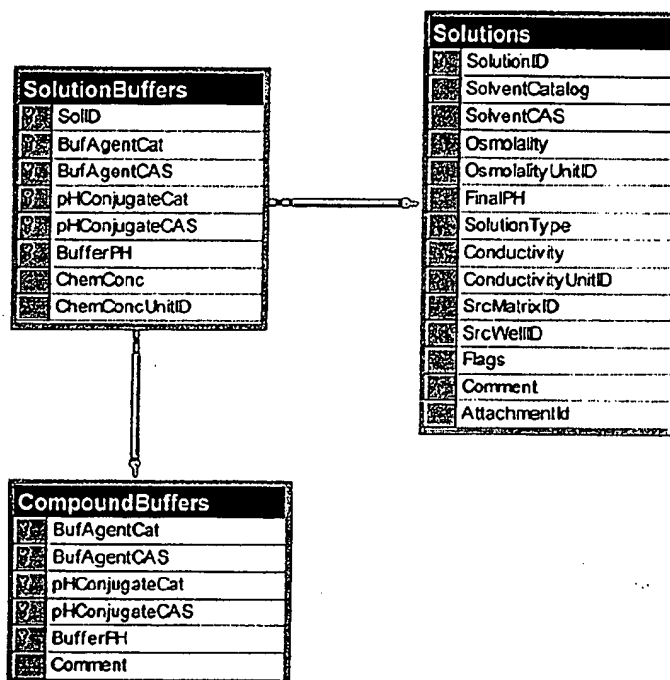 SolutionBuffers
SolID
BufAgentCat
BufAgentCAS
pHConjugateCat
pHConjugateCAS
BufferPH
ChemConc
ChemConcUnitID
Solutions
SolutionID
SolventCatalog
SolventCAS
Osmolality
OsmolalityUnitID
FinalPH
SolutionType
Conductivity
ConductivityUnitID
SrcMatrixID
SrcWellID
Flags
Comment
AttachmentId
CompoundBuffers
BufAgentCat
BufAgentCAS
pHConjugateCat
pHConjugateCAS
BufferPH
Comment